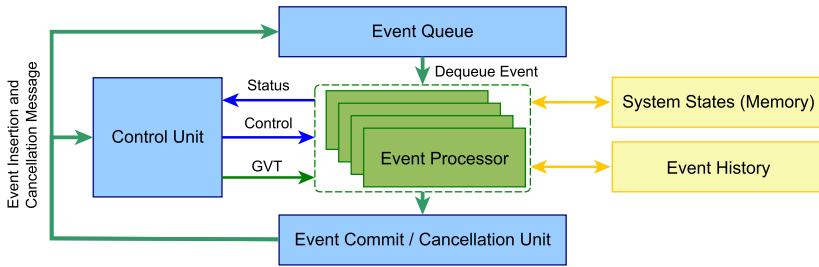 Event Queue
Dequeue Event
Event Insertion and
Cancellation Message
Status
Control Unit
Control
GVT
Event Processor
System States (Memory)
Event History
Event Commit / Cancellation Unit